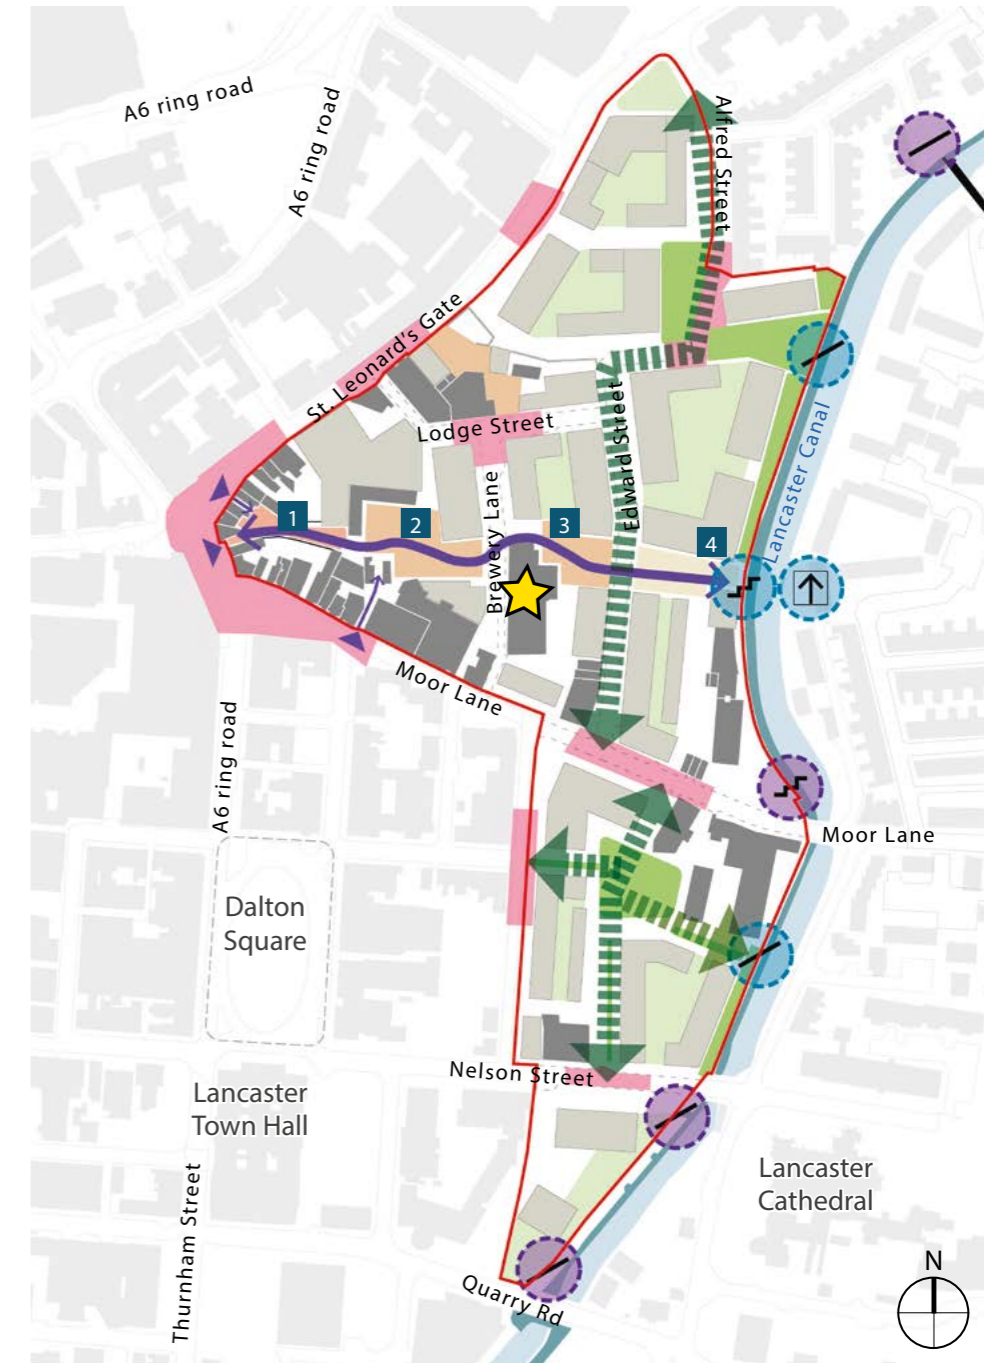 A6 ring road
A6 ring road
Alfred Street
St. Leonard's Gate
Lodge Street
Edward Street
Lancaster Canal
Brewery Lane
1
2
3
4
Moor Lane
A6 ring road
Moor Lane
Dalton
Square
Nelson Street
Lancaster
Town Hall
Lancaster
Cathedral
Thurnham Street
Quarry Rd
N